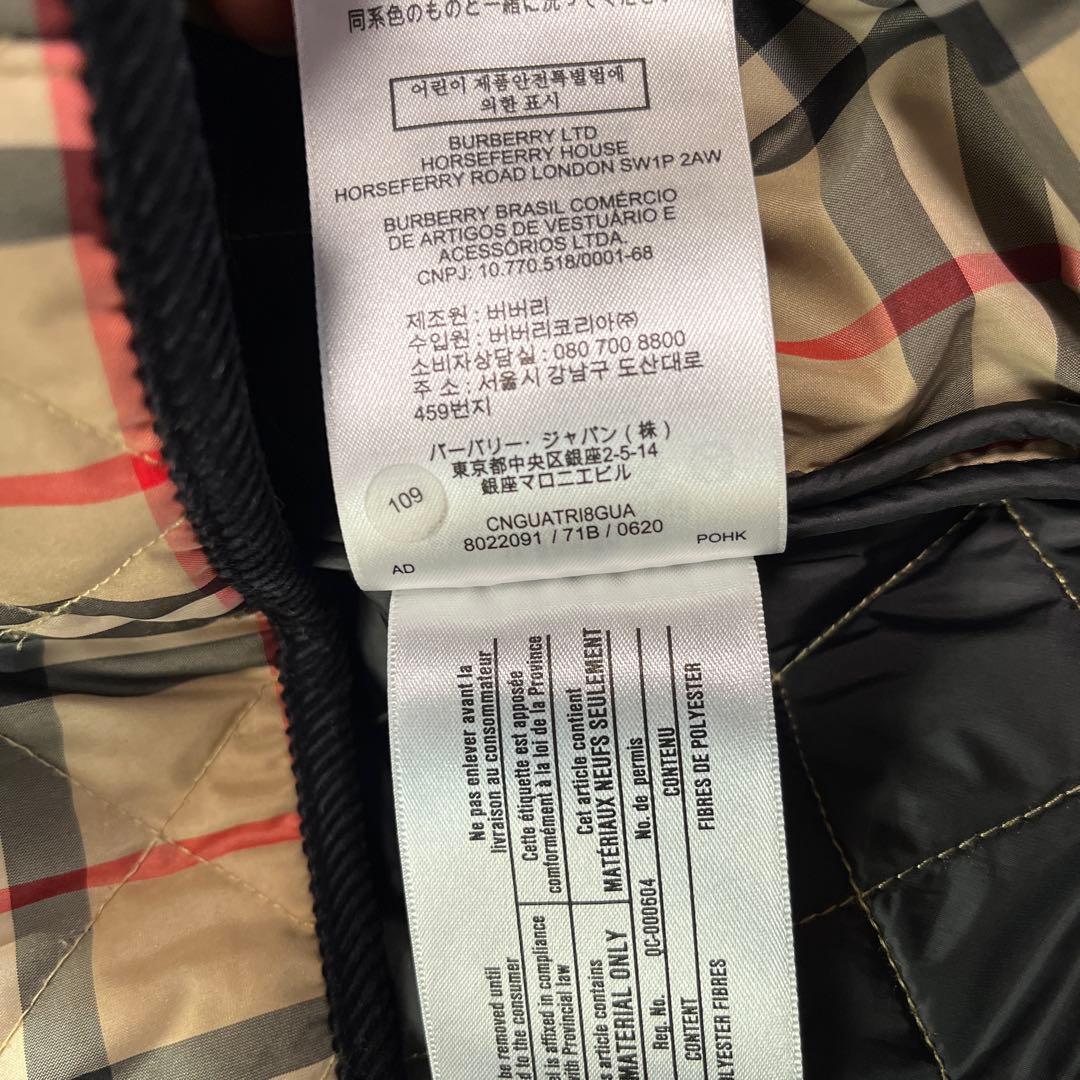 同系色のものと一緒に洗ってください
어린이 제품안전특별법에
의한 표시
BURBERRY LTD
HORSEFERRY HOUSE
HORSEFERRY ROAD LONDON SW1P 2AW
BURBERRY BRASIL COMÉRCIO
DE ARTIGOS DE VESTUÁRIO E
ACESSÓRIOS LTDA.
CNPJ: 10.770.518/0001-68
제조원 : 버버리
수입원 : 버버리코리아㈜
소비자상담실 : 080 700 8800
주 소 : 서울시 강남구 도산대로
459번지
バーバリー・ジャパン(株)
東京都中央区銀座2-5-14
銀座マロニエビル
109
CNGUATRI8GUA
8022091 / 71B / 0620
AD
POHK
Ne pas enlever avant la
livraison au consommateur
Cette étiquette est apposée
comformément à la loi de la Province
Cet article contient
MATÉRIAUX NEUFS SEULEMENT
No. de permis
CONTENU
FIBRES DE POLYESTER
be removed until
to the consumer
is affixed in compliance
with Provincial law
article contains
MATERIAL ONLY
Reg. No. QC-000604
CONTENT
FIBRES